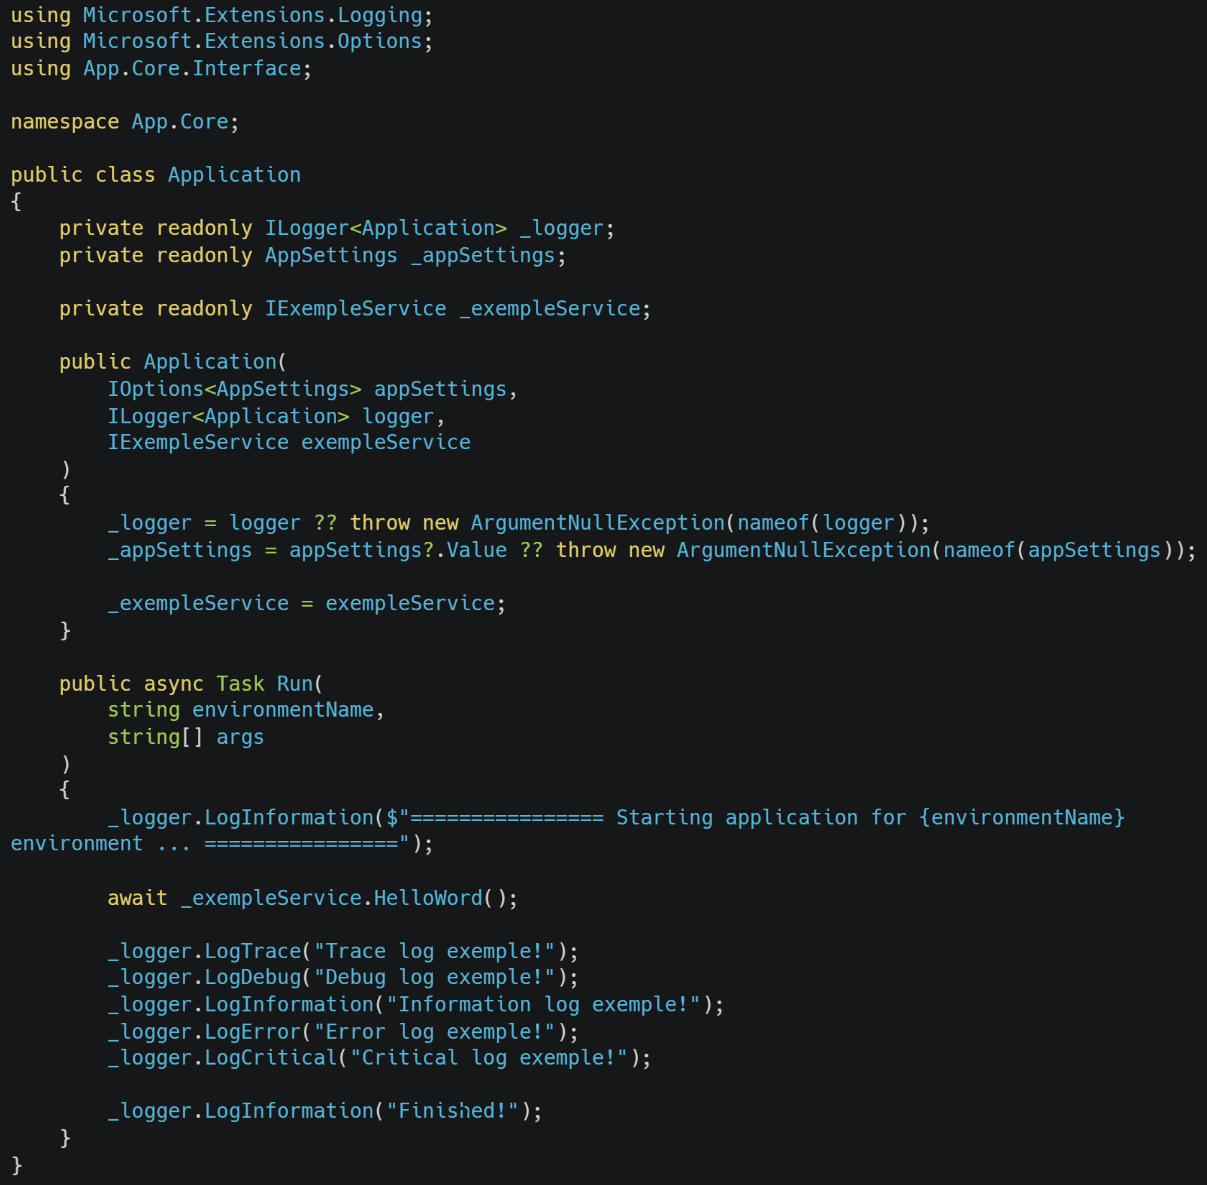 using Microsoft.Extensions.Logging;
using Microsoft.Extensions.Options;
using App.Core.Interface;

namespace App.Core;

public class Application
{
    private readonly ILogger<Application> _logger;
    private readonly AppSettings _appSettings;

    private readonly IExempleService _exempleService;

    public Application(
        IOptions<AppSettings> appSettings,
        ILogger<Application> logger,
        IExempleService exempleService
    )
    {
        _logger = logger ?? throw new ArgumentNullException(nameof(logger));
        _appSettings = appSettings?.Value ?? throw new ArgumentNullException(nameof(appSettings));

        _exempleService = exempleService;
    }

    public async Task Run(
        string environmentName,
        string[] args
    )
    {
        _logger.LogInformation($"================ Starting application for {environmentName}
environment ... ================");

        await _exempleService.HelloWord();

        _logger.LogTrace("Trace log exemple!");
        _logger.LogDebug("Debug log exemple!");
        _logger.LogInformation("Information log exemple!");
        _logger.LogError("Error log exemple!");
        _logger.LogCritical("Critical log exemple!");

        _logger.LogInformation("Finished!");
    }
}